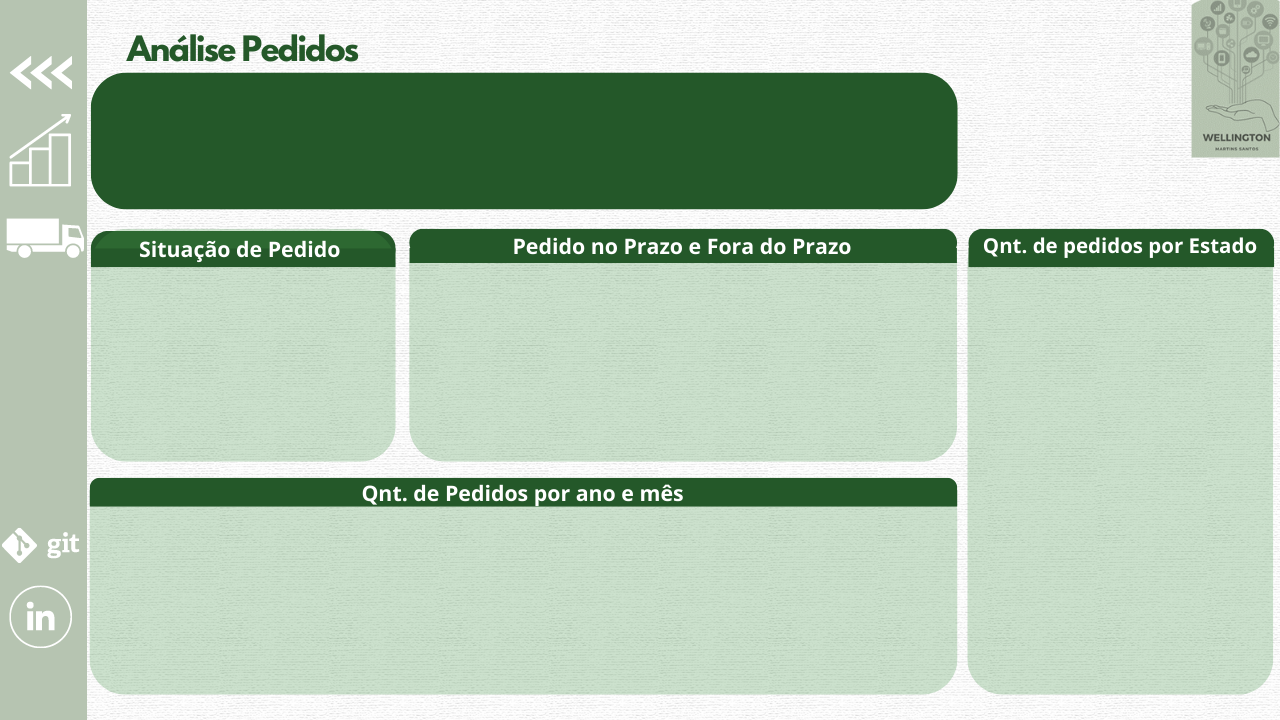 Análise Pedidos
WELLINGTON
MARTINS SANTOS
Situação de Pedido
Pedido no Prazo e Fora do Prazo
Qnt. de pedidos por Estado
Qnt. de Pedidos por ano e mês
git
in